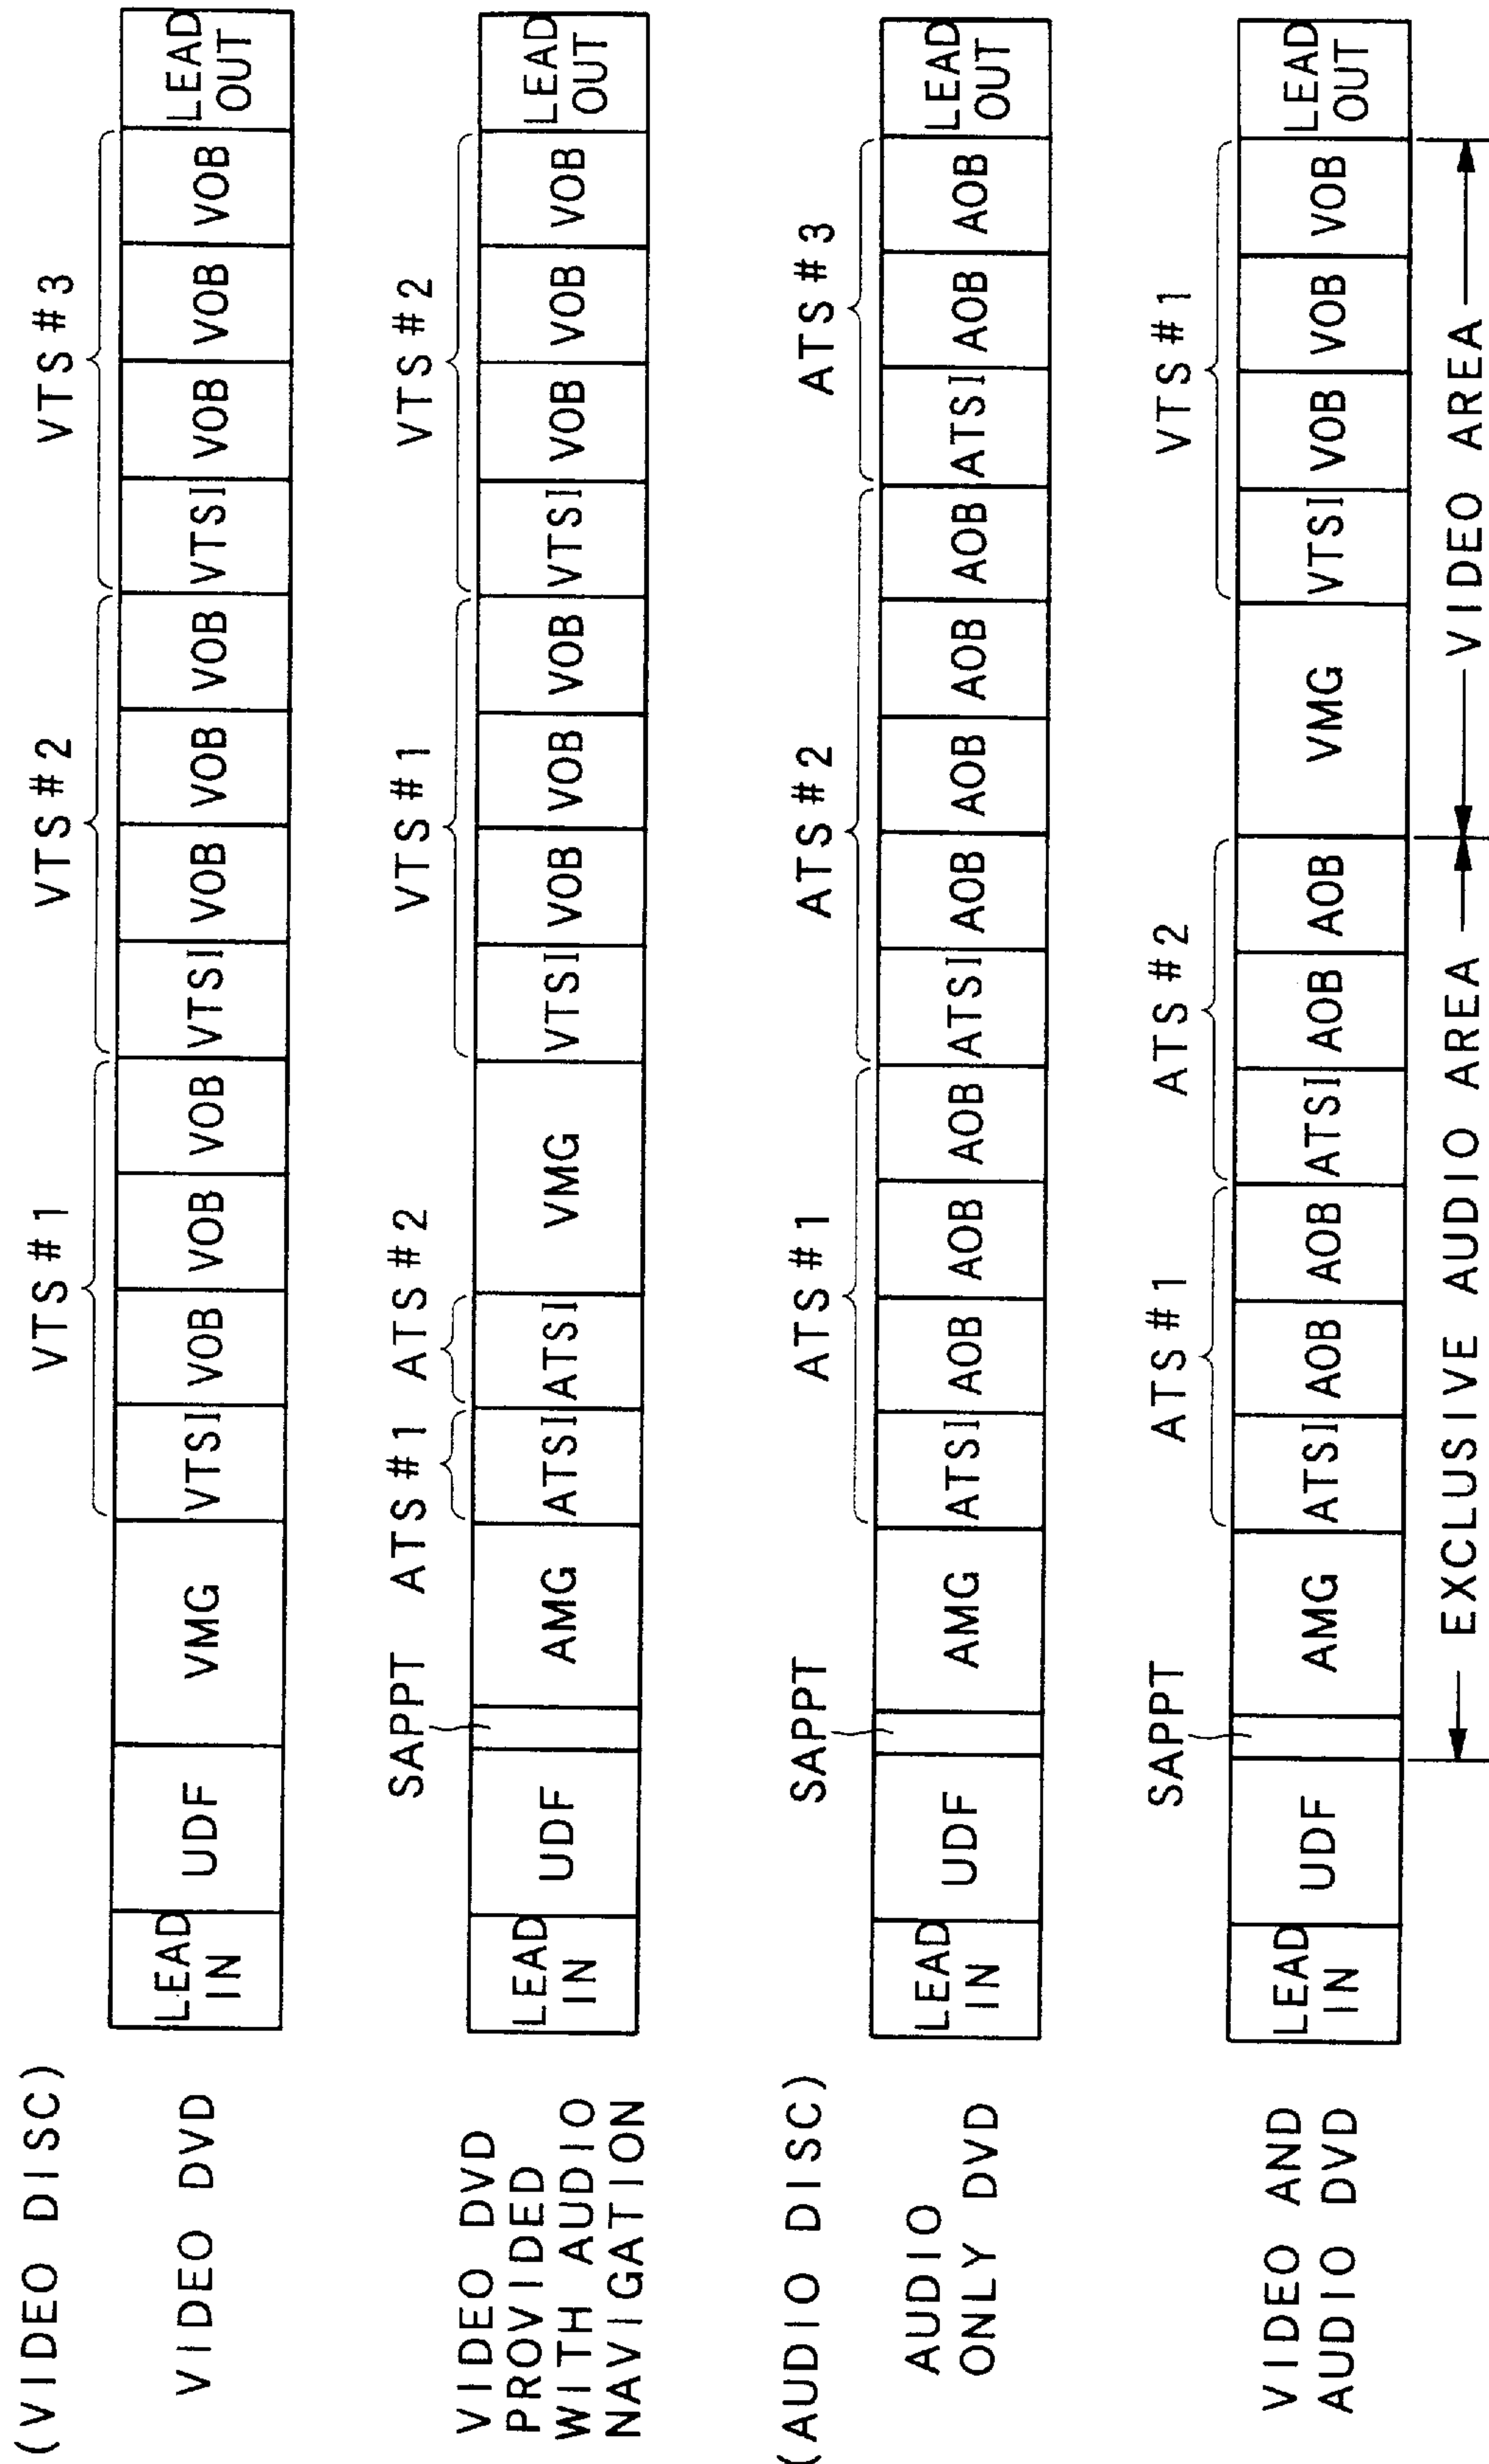 (VIDEO DISC)
VTS#1 VTS#2 VTS#3
VIDEO DVD
LEAD IN UDF VMG VTSI VOB VOB VOB VTSI VOB VOB VOB VTSI VOB VOB VOB LEAD OUT
SAPPT ATS#1 ATS#2 VTS#1 VTS#2
VIDEO DVD
PROVIDED
WITH AUDIO
NAVIGATION
LEAD IN UDF AMG ATSI ATSI VMG VTSI VOB VOB VOB VTSI VOB VOB VOB LEAD OUT
(AUDIO DISC)
SAPPT ATS#1 ATS#2 ATS#3
AUDIO
ONLY DVD
LEAD IN UDF AMG ATSI AOB AOB AOB ATSI AOB AOB AOB AOB ATSI AOB AOB LEAD OUT
SAPPT ATS#1 ATS#2 VTS#1
VIDEO AND
AUDIO DVD
LEAD IN UDF AMG ATSI AOB AOB ATSI AOB AOB VMG VTSI VOB VOB VOB LEAD OUT
EXCLUSIVE AUDIO AREA VIDEO AREA